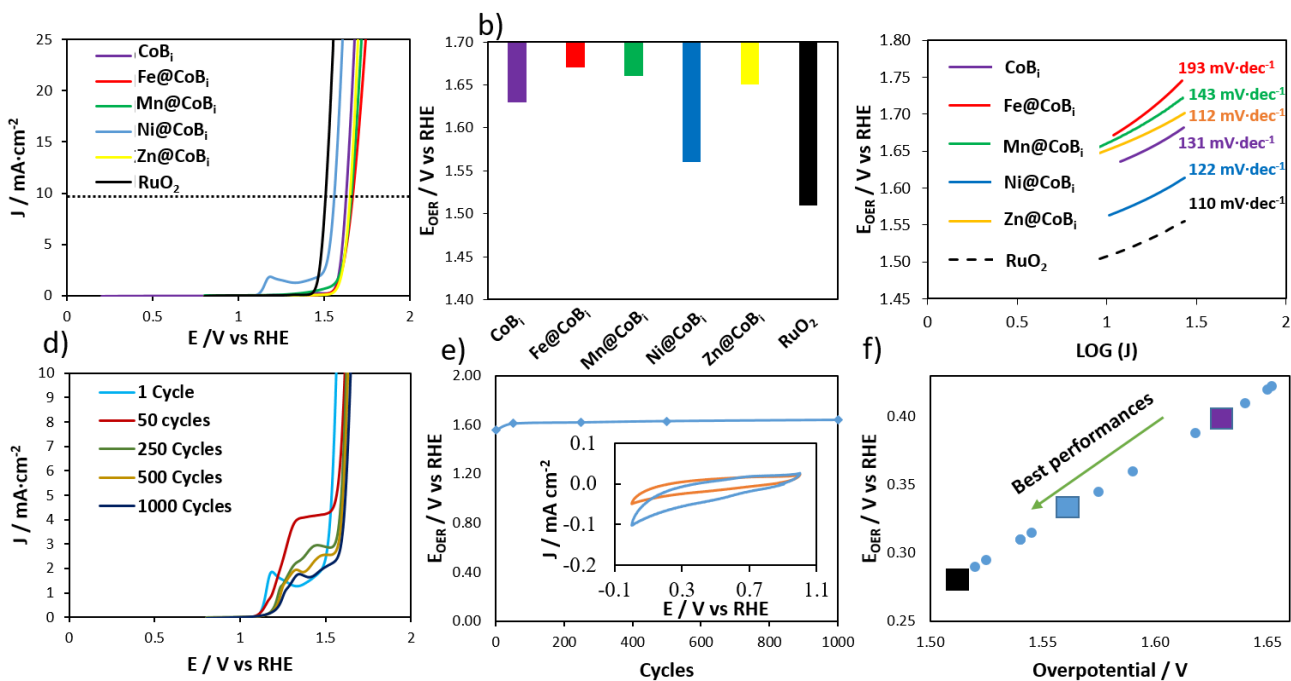 25
20
15
10
5
0
J / mA·cm-2
CoBi
Fe@CoBi
Mn@CoBi
Ni@CoBi
Zn@CoBi
RuO2
0
0.5
1
1.5
2
E /V vs RHE
b)
1.70
1.65
1.60
1.55
1.50
1.45
1.40
EOER / V vs RHE
CoBi
Fe@CoBi
Mn@CoBi
Ni@CoBi
Zn@CoBi
RuO2
1.80
1.75
1.70
1.65
1.60
1.55
1.50
1.45
EOER / V vs RHE
CoBi
Fe@CoBi
Mn@CoBi
Ni@CoBi
Zn@CoBi
RuO2
193 mV·dec-1
143 mV·dec-1
112 mV·dec-1
131 mV·dec-1
122 mV·dec-1
110 mV·dec-1
0
1
2
LOG (J)
d)
10
9
8
7
6
5
4
3
2
1
0
J / mA·cm-2
1 Cycle
50 cycles
250 Cycles
500 Cycles
1000 Cycles
0
0.5
1
1.5
2
E / V vs RHE
e)
2.00
1.60
1.20
0.80
0.40
0.00
EOER / V vs RHE
0.1
0.0
-0.1
-0.2
J / mA cm-2
-0.1
0.3
0.7
1.1
E / V vs RHE
0
200
400
600
800
1000
Cycles
f)
0.40
0.35
0.30
0.25
EOER / V vs RHE
Best performances
1.50
1.55
1.60
1.65
Overpotential / V